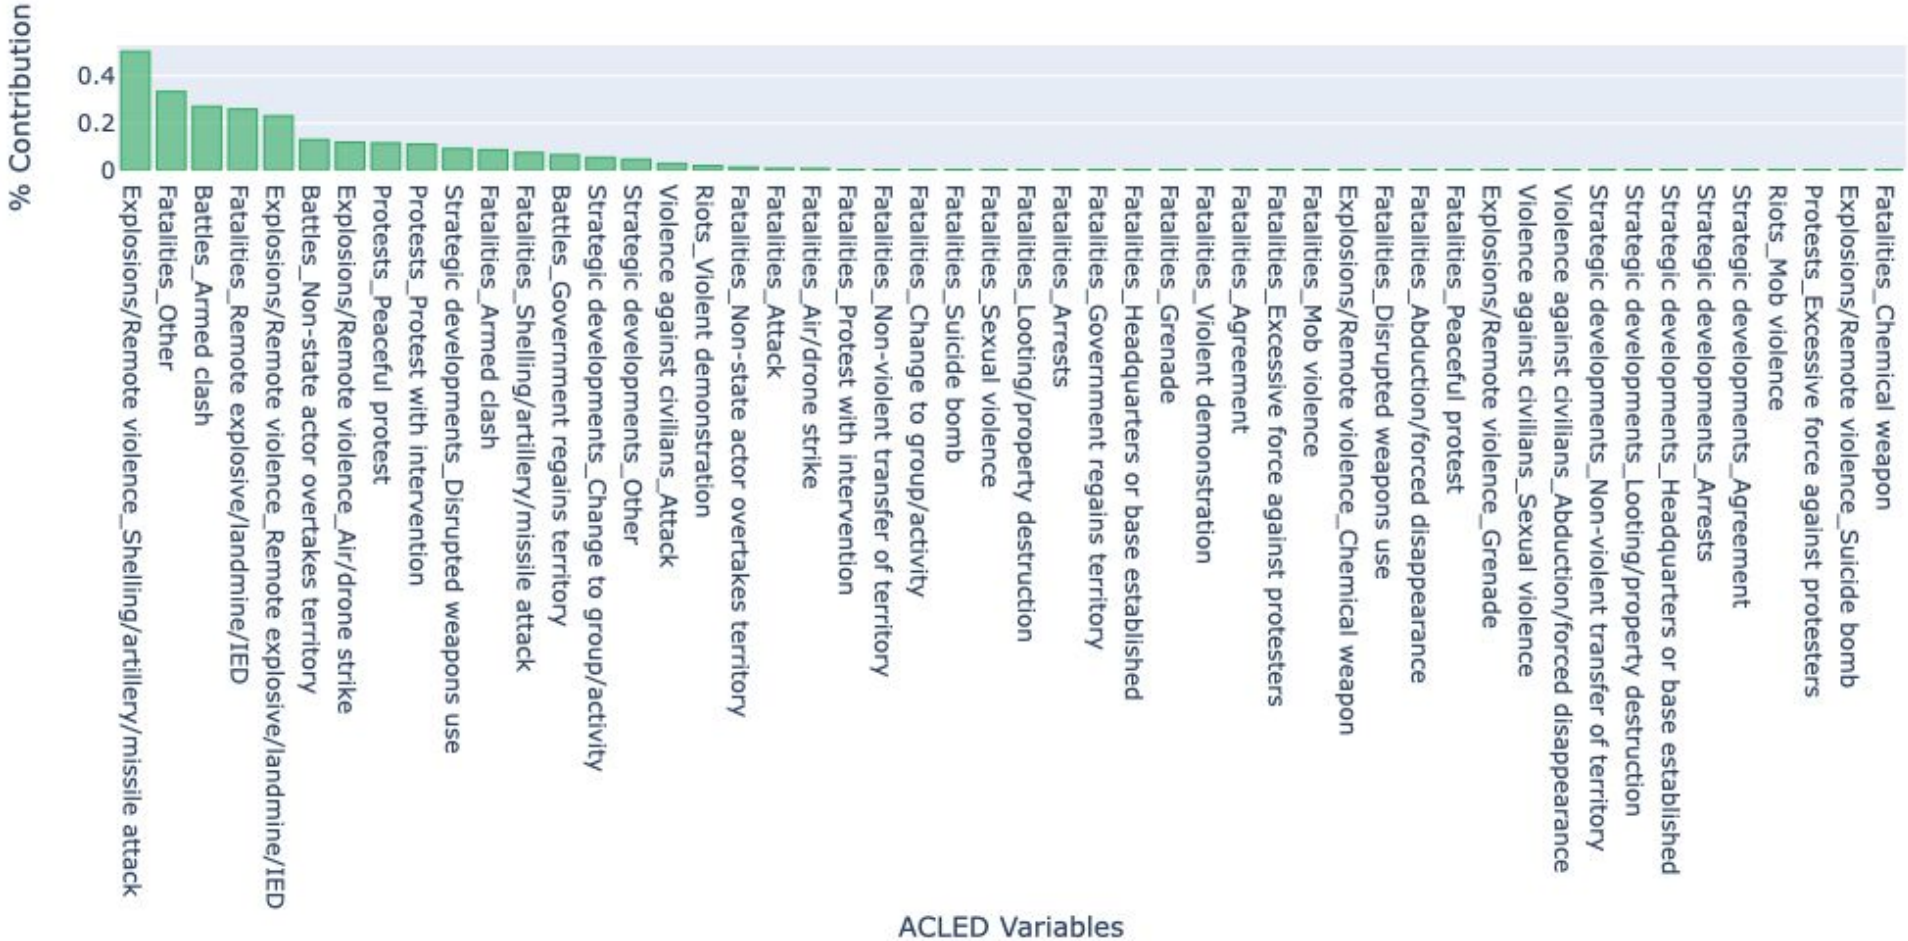 % Contribution
0.4
0.2
0
Explosions/Remote violence_Shelling/artillery/missile attack
Fatalities_Other
Battles_Armed clash
Fatalities_Remote explosive/landmine/IED
Explosions/Remote violence_Remote explosive/landmine/IED
Battles_Non-state actor overtakes territory
Explosions/Remote violence_Air/drone strike
Protests_Peaceful protest
Protests_Protest with intervention
Strategic developments_Disrupted weapons use
Fatalities_Armed clash
Fatalities_Shelling/artillery/missile attack
Battles_Government regains territory
Strategic developments_Change to group/activity
Strategic developments_Other
Violence against civilians_Attack
Riots_Violent demonstration
Fatalities_Non-state actor overtakes territory
Fatalities_Attack
Fatalities_Air/drone strike
Fatalities_Protest with intervention
Fatalities_Non-violent transfer of territory
Fatalities_Change to group/activity
Fatalities_Suicide bomb
Fatalities_Sexual violence
Fatalities_Looting/property destruction
Fatalities_Arrests
Fatalities_Government regains territory
Fatalities_Headquarters or base established
Fatalities_Grenade
Fatalities_Violent demonstration
Fatalities_Agreement
Fatalities_Excessive force against protesters
Fatalities_Mob violence
Explosions/Remote violence_Chemical weapon
Fatalities_Disrupted weapons use
Fatalities_Abduction/forced disappearance
Fatalities_Peaceful protest
Explosions/Remote violence_Grenade
Violence against civilians_Sexual violence
Violence against civilians_Abduction/forced disappearance
Strategic developments_Non-violent transfer of territory
Strategic developments_Looting/property destruction
Strategic developments_Headquarters or base established
Strategic developments_Arrests
Strategic developments_Agreement
Riots_Mob violence
Protests_Excessive force against protesters
Explosions/Remote violence_Suicide bomb
Fatalities_Chemical weapon
ACLED Variables